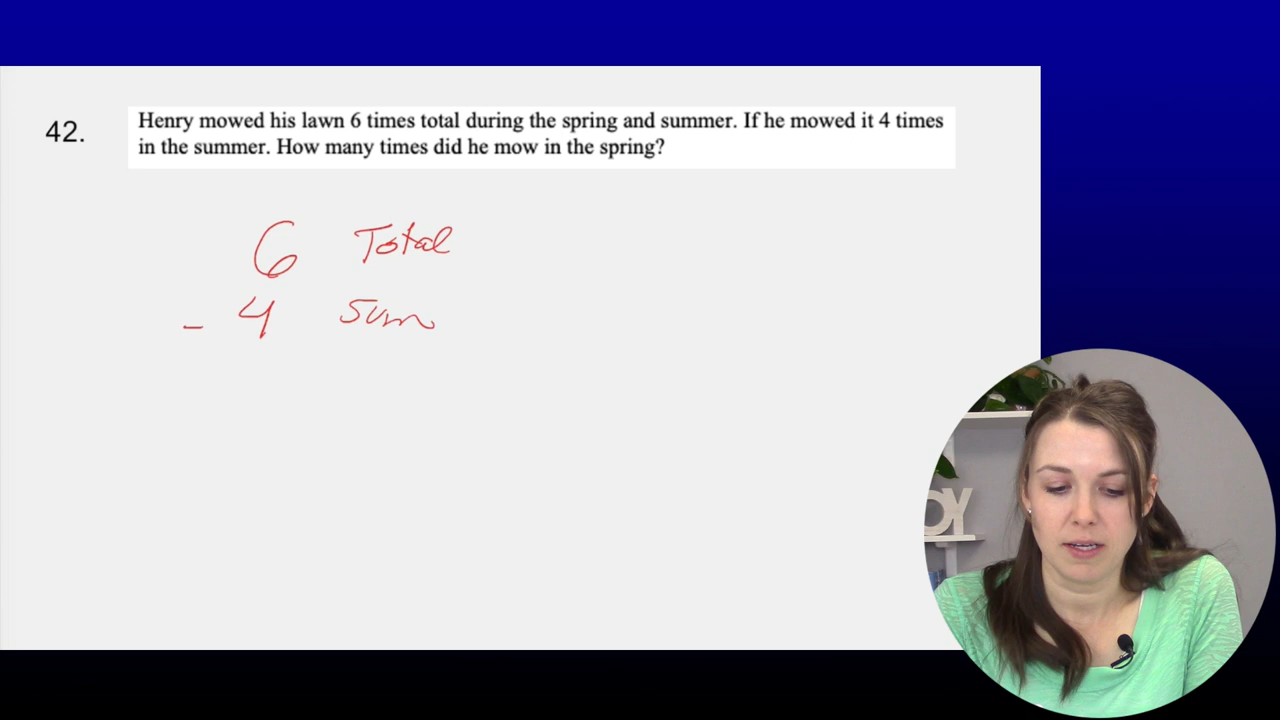 42.
Henry mowed his lawn 6 times total during the spring and summer. If he mowed it 4 times
in the summer. How many times did he mow in the spring?
6 Total
- 4 Sum
OY